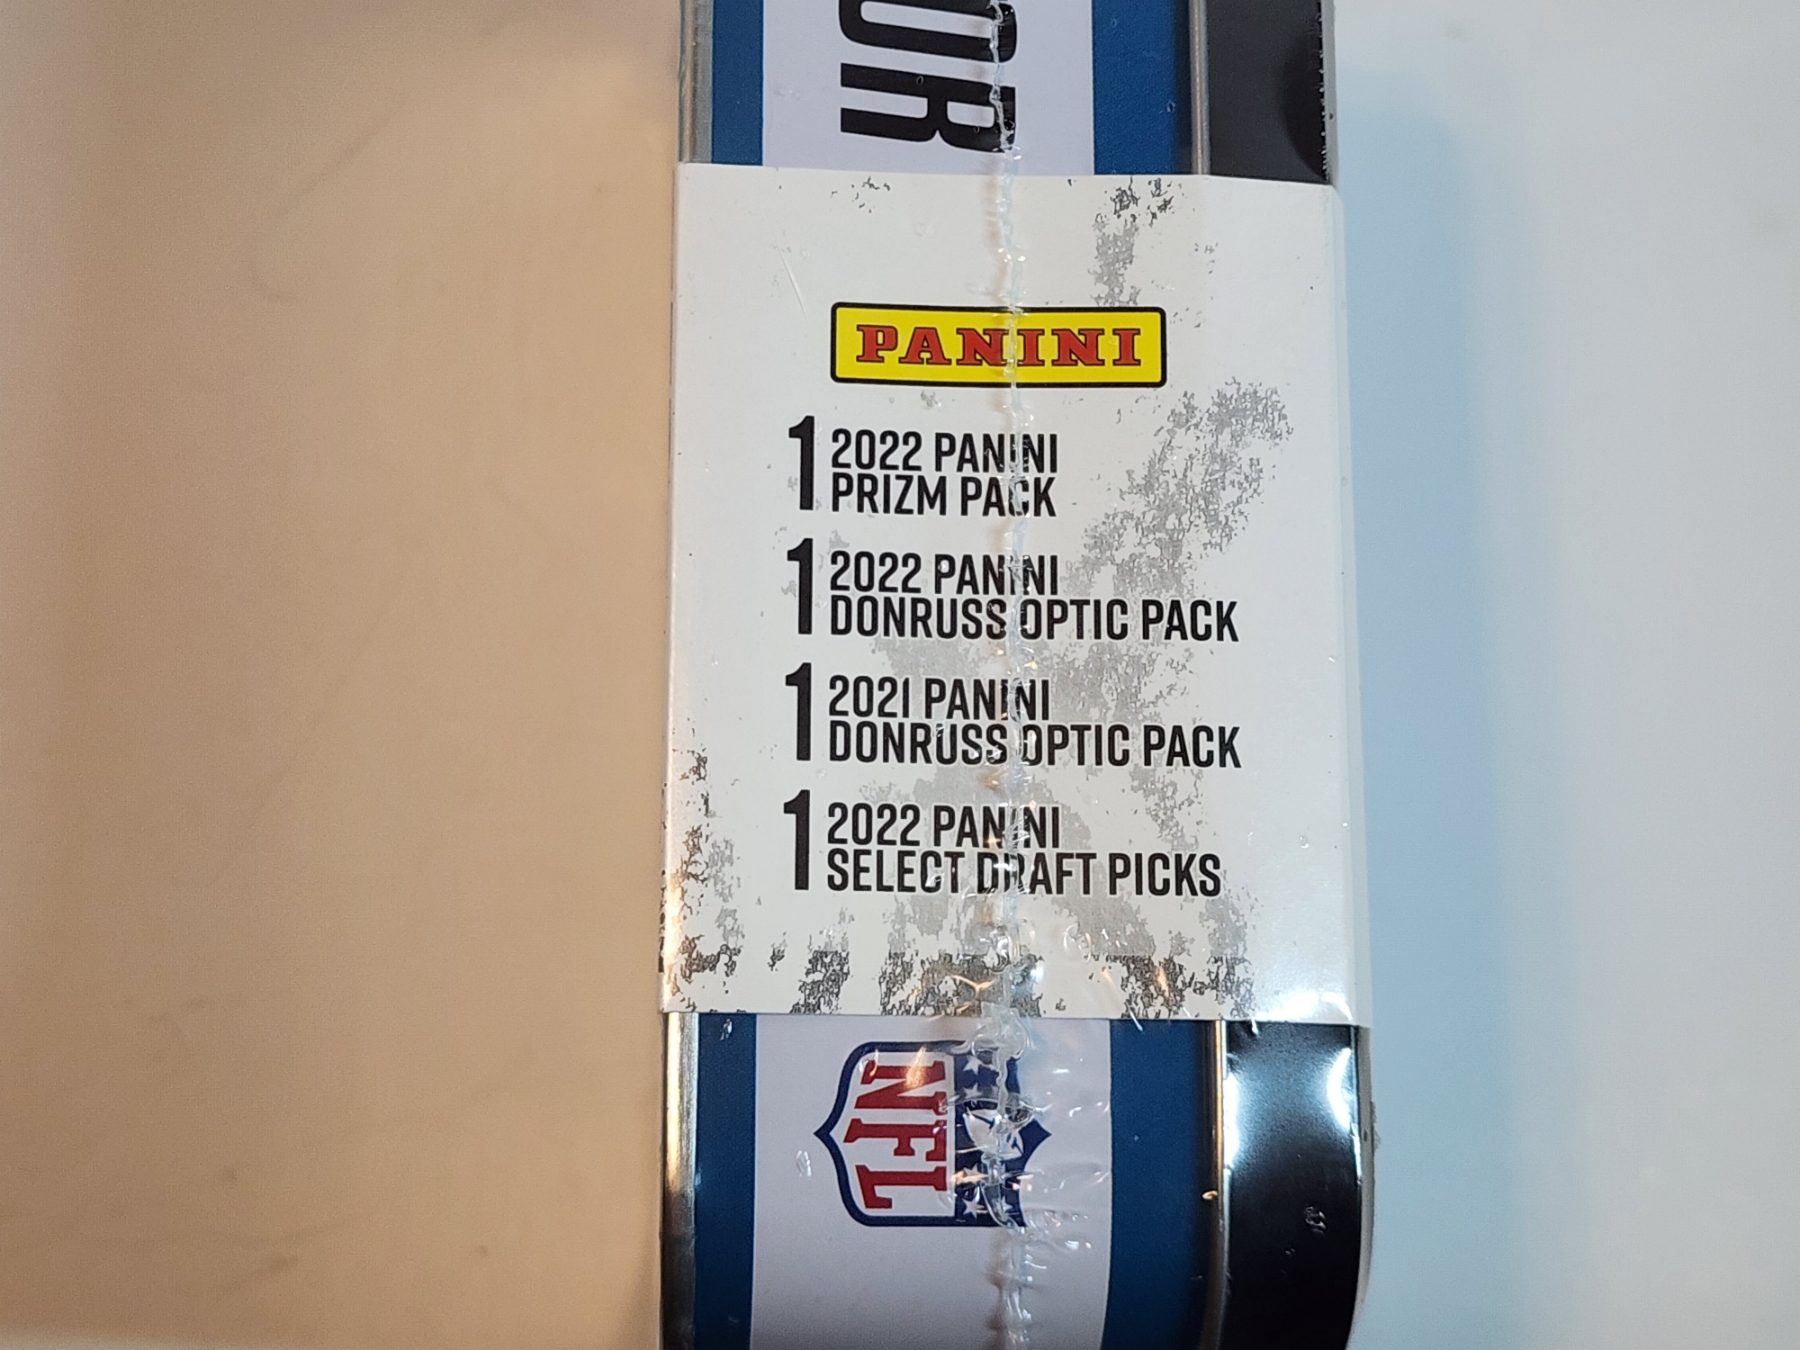 OR
PANINI
1 2022 PANINI
PRIZM PACK
1 2022 PANINI
DONRUSS OPTIC PACK
1 2021 PANINI
DONRUSS OPTIC PACK
1 2022 PANINI
SELECT DRAFT PICKS
NFL